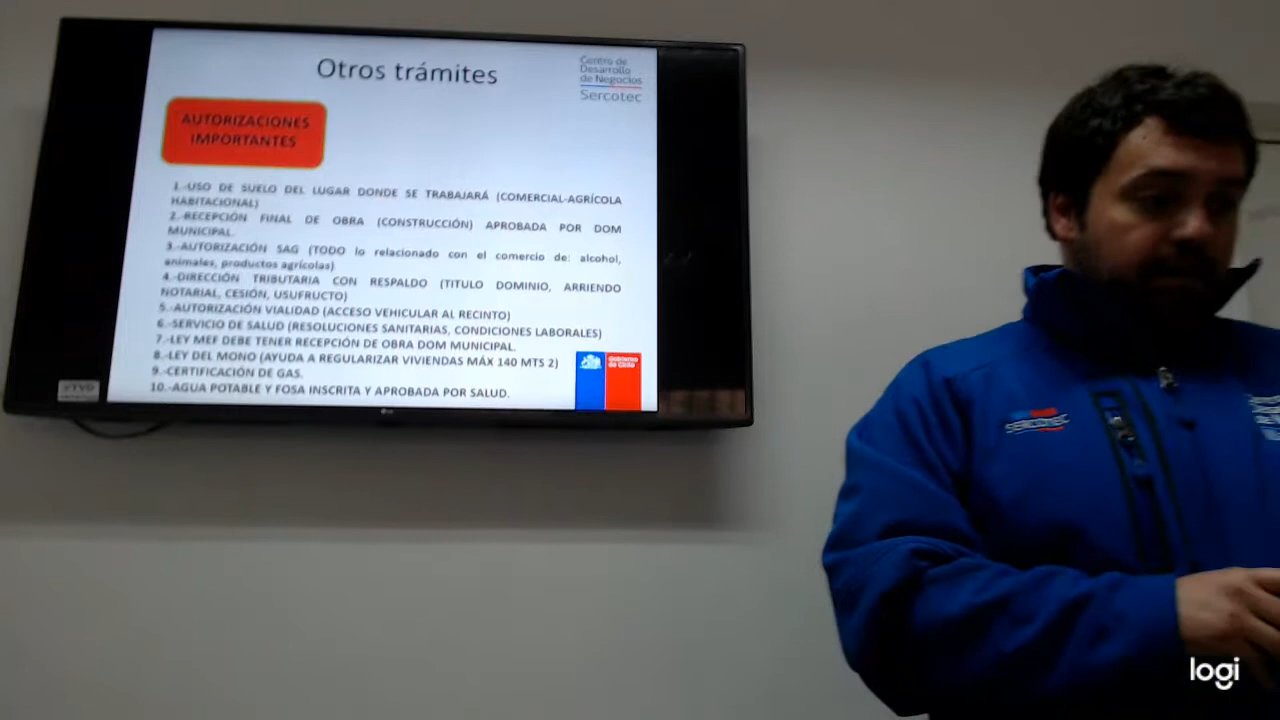 Otros trámites
Centro de
Desarrollo
de Negocios
Sercotec
AUTORIZACIONES
IMPORTANTES
1.-USO DE SUELO DEL LUGAR DONDE SE TRABAJARÁ (COMERCIAL-AGRÍCOLA
HABITACIONAL)
2.-RECEPCIÓN FINAL DE OBRA (CONSTRUCCIÓN) APROBADA POR DOM
MUNICIPAL.
3.-AUTORIZACIÓN SAG (TODO lo relacionado con el comercio de: alcohol,
animales, productos agrícolas)
4.-DIRECCIÓN TRIBUTARIA CON RESPALDO (TITULO DOMINIO, ARRIENDO
NOTARIAL, CESIÓN, USUFRUCTO)
5.-AUTORIZACIÓN VIALIDAD (ACCESO VEHICULAR AL RECINTO)
6.-SERVICIO DE SALUD (RESOLUCIONES SANITARIAS, CONDICIONES LABORALES)
7.-LEY MEF DEBE TENER RECEPCIÓN DE OBRA DOM MUNICIPAL.
8.-LEY DEL MONO (AYUDA A REGULARIZAR VIVIENDAS MÁX 140 MTS 2)
9.-CERTIFICACIÓN DE GAS.
10.-AGUA POTABLE Y FOSA INSCRITA Y APROBADA POR SALUD.
Gobierno
de Chile
LG
SERCOTEC
logi